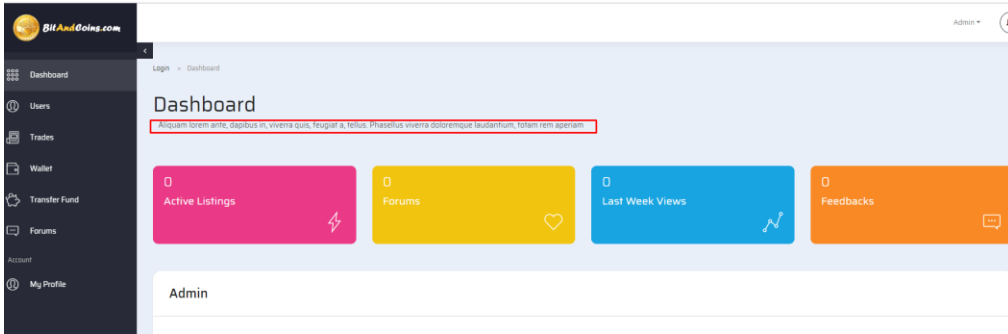 BitAndCoins.com
Admin
Login > Dashboard
Dashboard
Users
Trades
Wallet
Transfer Fund
Forums
Account
My Profile
Dashboard
Aliquam lorem ante, dapibus in, viverra quis, feugiat a, tellus. Phasellus viverra doloremque laudantium, totam rem aperiam
0
Active Listings
0
Forums
0
Last Week Views
0
Feedbacks
Admin